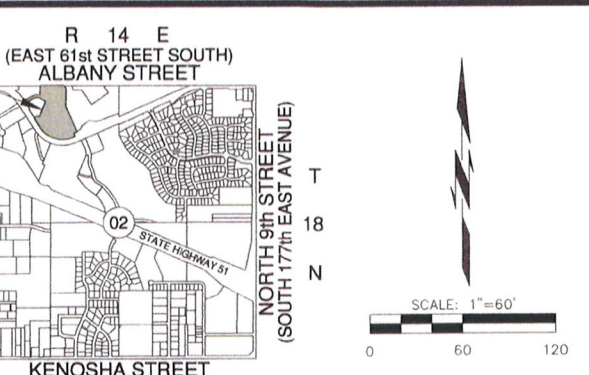 R 14 E
(EAST 61st STREET SOUTH)
ALBANY STREET
02
STATE HIGHWAY 51
NORTH 9th STREET
(SOUTH 177th EAST AVENUE)
T
18
N
KENOSHA STREET
SCALE: 1"=60'
0 60 120